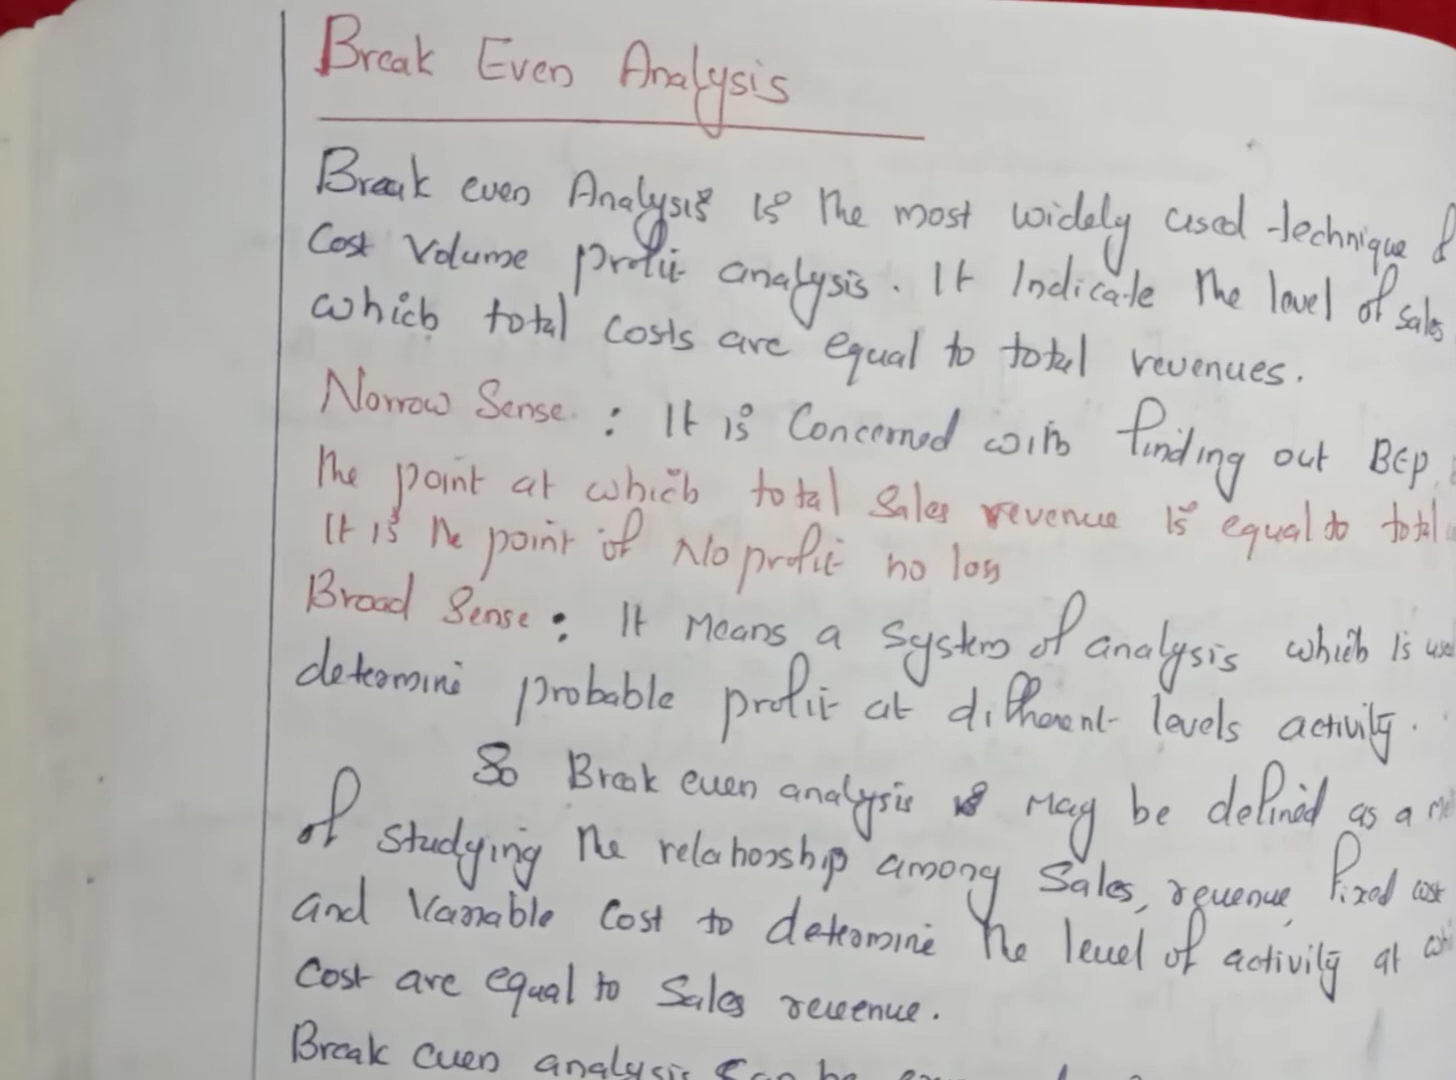 Break Even Analysis
Break even Analysis is the most widely used technique of
Cost Volume profit analysis. It Indicate the level of sales
which total costs are equal to total revenues.
Norrow Sense : It is Concerned with finding out BEP
the point at which total Sales revenue is equal to total
It is the point of No profit no loss
Broad Sense : It Means a System of analysis which is used
determine probable profit at different levels activity.
So Break even analysis may be defined as a
of studying the relationship among Sales, revenue, fixed cost
and Variable Cost to determine the level of activity at
Cost are equal to Sales revenue.
Break even analysis can be